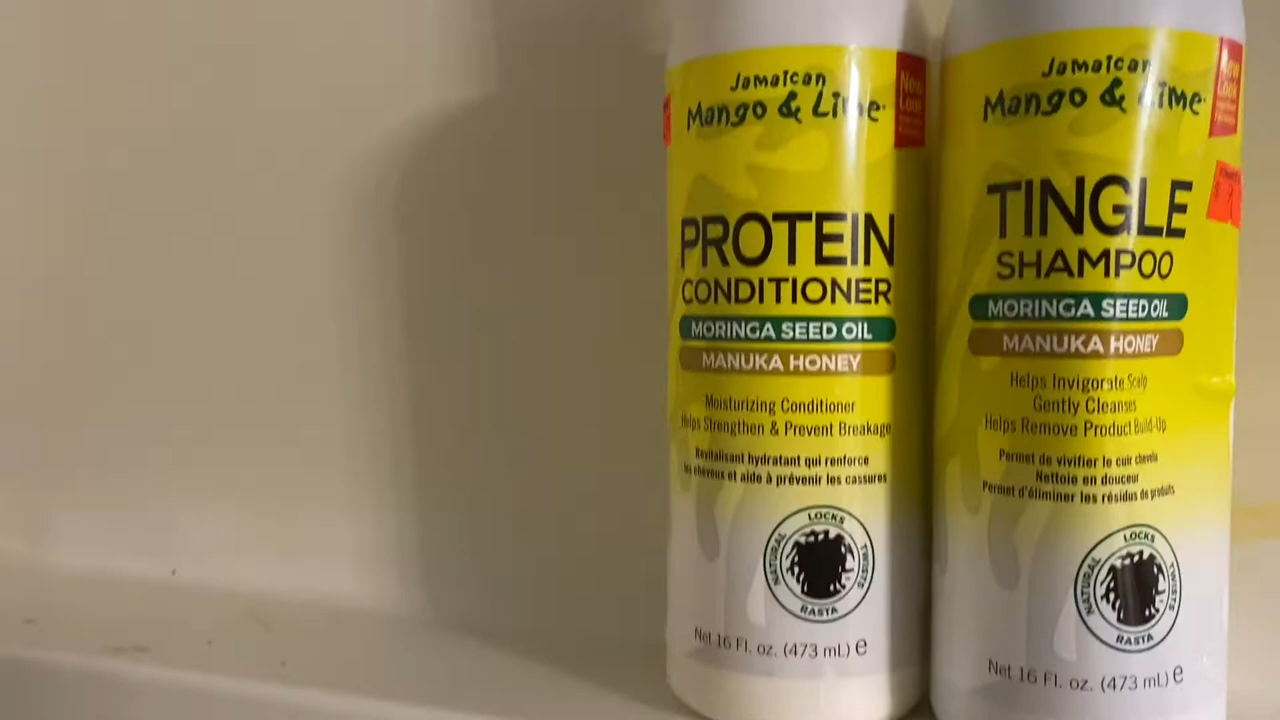 Jamaican
Mango & Lime
New
Look
PROTEIN
CONDITIONER
MORINGA SEED OIL
MANUKA HONEY
Moisturizing Conditioner
Helps Strengthen & Prevent Breakage
Revitalisant hydratant qui renforce
les cheveux et aide à prévenir les cassures
NATURAL LOCKS TWISTS RASTA
Net 16 Fl. oz. (473 mL) e
Jamaican
Mango & Lime
New
Look
TINGLE
SHAMPOO
MORINGA SEED OIL
MANUKA HONEY
Helps Invigorate Scalp
Gently Cleanses
Helps Remove Product Build-Up
Permet de vivifier le cuir chevelu
Nettoie en douceur
Permet d'éliminer les résidus de produits
NATURAL LOCKS TWISTS RASTA
Net 16 Fl. oz. (473 mL) e